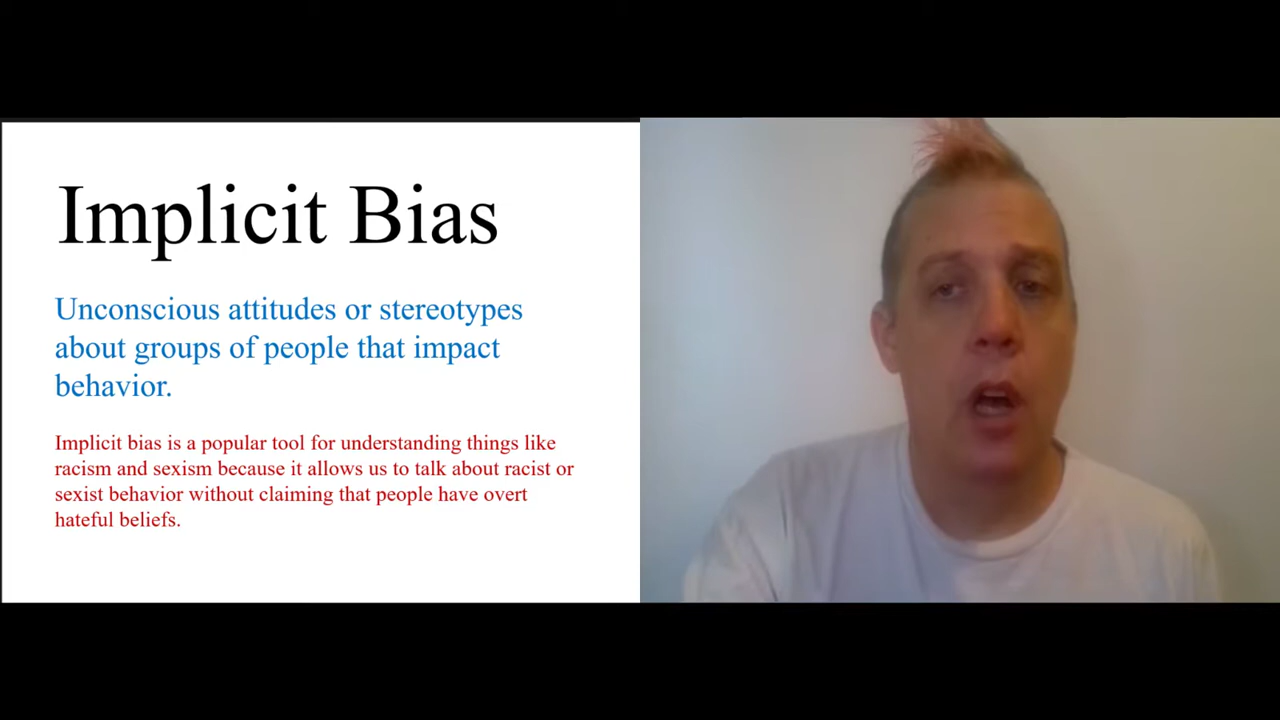 Implicit Bias
Unconscious attitudes or stereotypes
about groups of people that impact
behavior.
Implicit bias is a popular tool for understanding things like
racism and sexism because it allows us to talk about racist or
sexist behavior without claiming that people have overt
hateful beliefs.